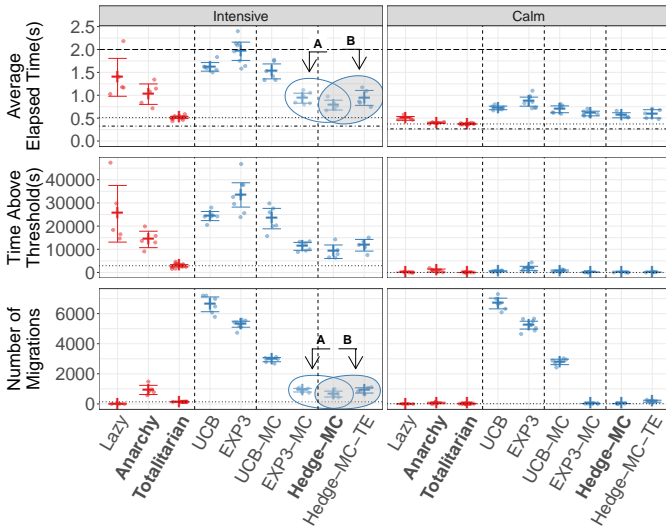 Intensive
Calm
Average
Elapsed Time(s)
2.5
2.0
1.5
1.0
0.5
0.0
A
B
Time Above
Threshold(s)
40000
30000
20000
10000
0
Number of
Migrations
6000
4000
2000
0
A
B
Lazy
Anarchy
Totalitarian
UCB
EXP3
UCB-MC
EXP3-MC
Hedge-MC
Hedge-MC-TE
Lazy
Anarchy
Totalitarian
UCB
EXP3
UCB-MC
EXP3-MC
Hedge-MC
Hedge-MC-TE